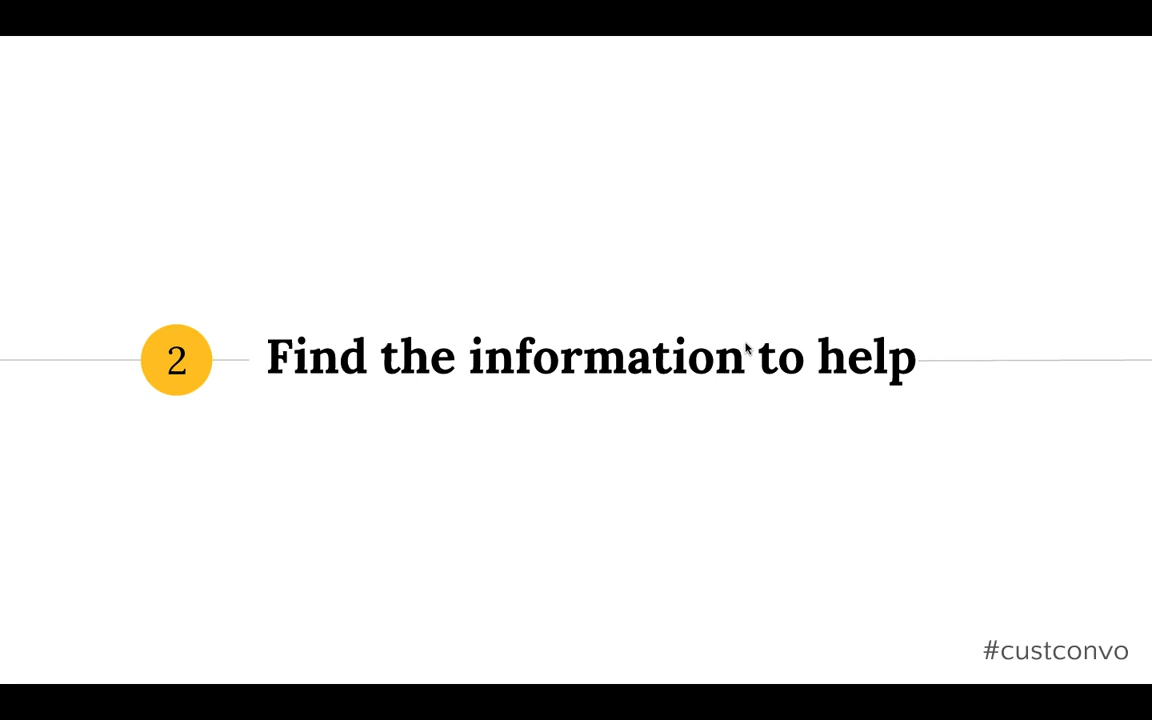 2 Find the information to help
#custconvo